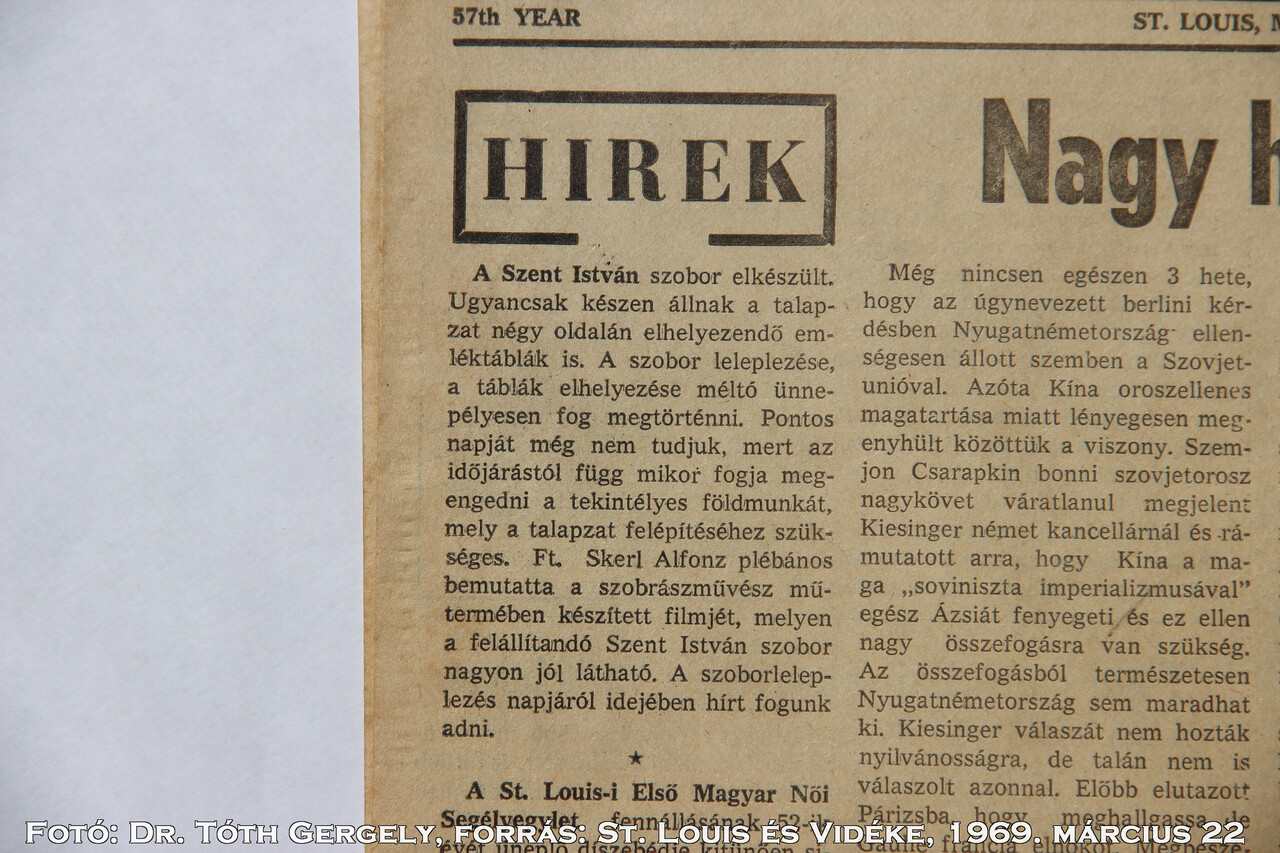 57th YEAR
ST. LOUIS,
HIREK
A Szent István szobor elkészült.
Ugyancsak készen állnak a talap-
zat négy oldalán elhelyezendő em-
léktáblák is. A szobor leleplezése,
a táblák elhelyezése méltó ünne-
pélyesen fog megtörténni. Pontos
napját még nem tudjuk, mert az
időjárástól függ mikor fogja meg-
engedni a tekintélyes földmunkát,
mely a talapzat felépítéséhez szük-
séges. Ft. Skerl Alfonz plébános
bemutatta a szobrászművész mű-
termében készített filmjét, melyen
a felállítandó Szent István szobor
nagyon jól látható. A szoborlelep-
lezés napjáról idejében hírt fogunk
adni.
★
A St. Louis-i Első Magyar Női
Segélyegylet fennállásának 52-ik
Nagy
Még nincsen egészen 3 hete,
hogy az úgynevezett berlini kér-
désben Nyugatnémetország ellen-
ségesen állott szemben a Szovjet-
unióval. Azóta Kína oroszellenes
magatartása miatt lényegesen meg-
enyhült közöttük a viszony. Szem-
jon Csarapkin bonni szovjetorosz
nagykövet váratlanul megjelent
Kiesinger német kancellárnál és rá-
mutatott arra, hogy Kína a ma-
ga „soviniszta imperializmusával”
egész Ázsiát fenyegeti és ez ellen
nagy összefogásra van szükség.
Az összefogásból természetesen
Nyugatnémetország sem maradhat
ki. Kiesinger válaszát nem hozták
nyilvánosságra, de talán nem is
válaszolt azonnal. Előbb elutazott
Párizsba, hogy meghallgassa de
Fotó: Dr. Tóth Gergely, forrás: St. Louis és Vidéke, 1969. március 22